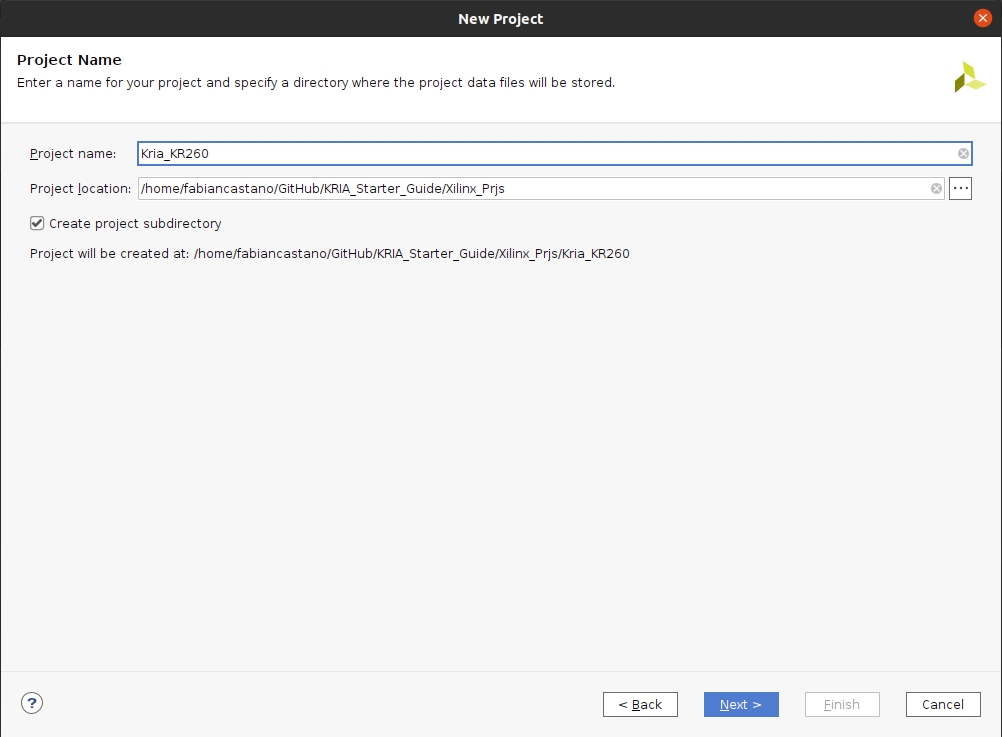 New Project
Project Name
Enter a name for your project and specify a directory where the project data files will be stored.
Project name: Kria_KR260
Project location: /home/fabiancastano/GitHub/KRIA_Starter_Guide/Xilinx_Prjs ...
Create project subdirectory
Project will be created at: /home/fabiancastano/GitHub/KRIA_Starter_Guide/Xilinx_Prjs/Kria_KR260
? < Back Next > Finish Cancel